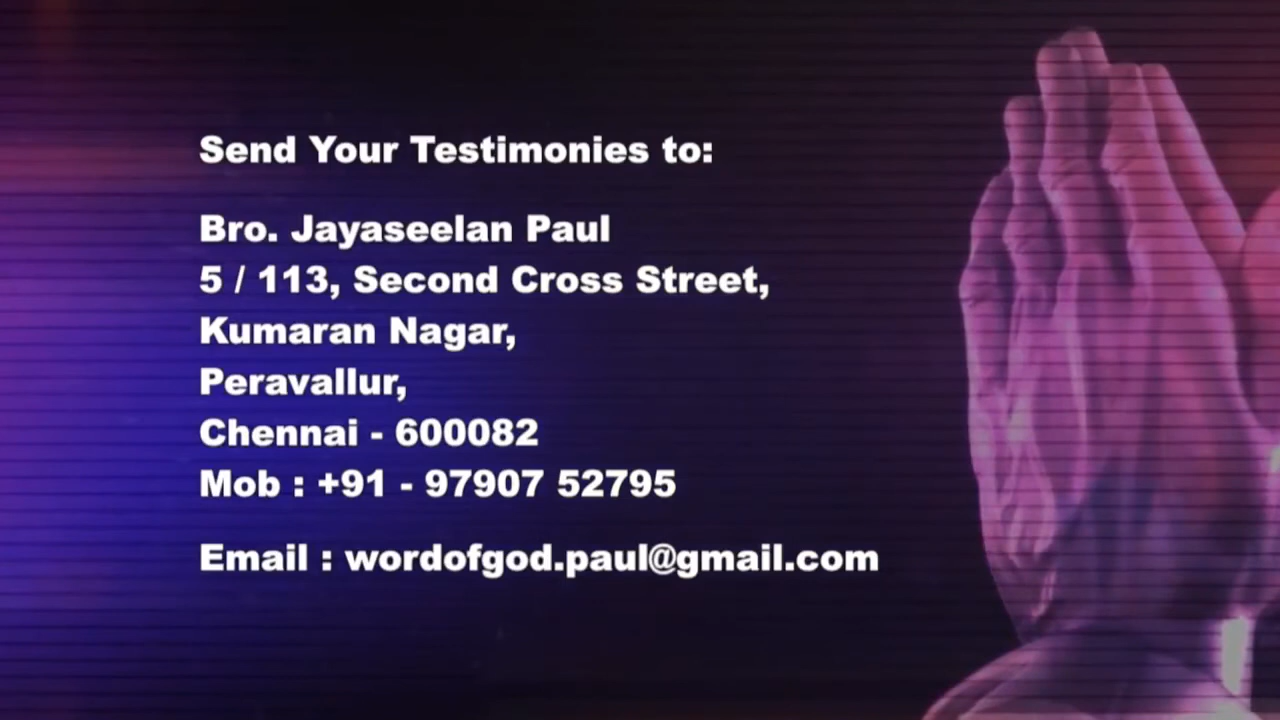 Send Your Testimonies to:
Bro. Jayaseelan Paul
5 / 113, Second Cross Street,
Kumaran Nagar,
Peravallur,
Chennai - 600082
Mob : +91 - 97907 52795
Email : wordofgod.paul@gmail.com